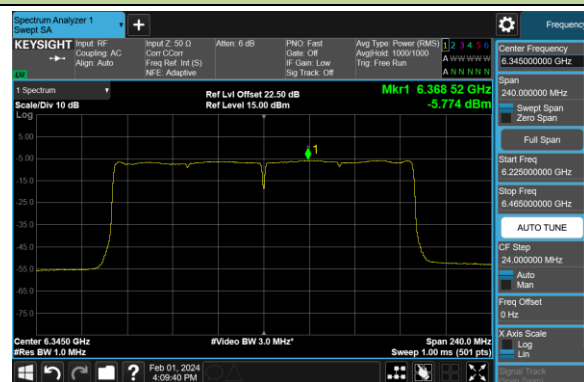 Spectrum Analyzer 1
Swept SA
Frequency
KEYSIGHT
Input: RF
Coupling: AC
Align: Auto
Input Z: 50 Ω
Corr CCorr
Freq Ref: Int (S)
NFE: Adaptive
Atten: 6 dB
PNO: Fast
Gate: Off
IF Gain: Low
Sig Track: Off
Avg Type: Power (RMS)
Avg|Hold: 1000/1000
Trig: Free Run
1 2 3 4 5 6
A W W W W W
A N N N N N
LXI
1 Spectrum
Scale/Div 10 dB
Log
Ref Lvl Offset 22.50 dB
Ref Level 15.00 dBm
Mkr1 6.368 52 GHz
-5.774 dBm
5.00
-5.00
-15.0
-25.0
-35.0
-45.0
-55.0
-65.0
-75.0
1
Center 6.3450 GHz
#Res BW 1.0 MHz
#Video BW 3.0 MHz*
Span 240.0 MHz
Sweep 1.00 ms (501 pts)
Feb 01, 2024
4:09:40 PM
Center Frequency
6.345000000 GHz
Span
240.000000 MHz
Swept Span
Zero Span
Full Span
Start Freq
6.225000000 GHz
Stop Freq
6.465000000 GHz
AUTO TUNE
CF Step
24.000000 MHz
Auto
Man
Freq Offset
0 Hz
X Axis Scale
Log
Lin
Signal Track